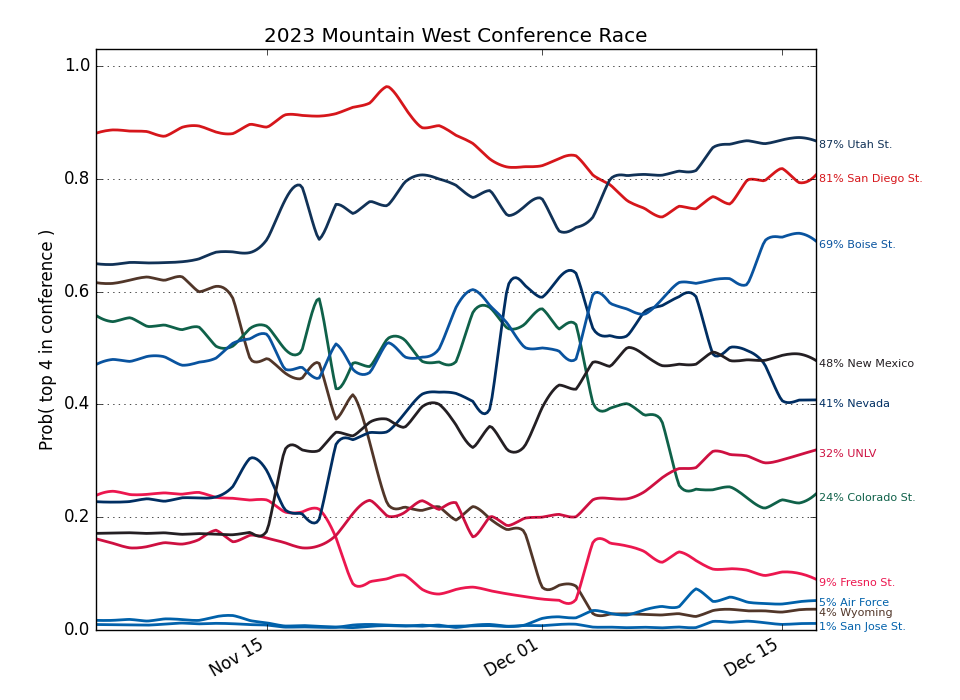 2023 Mountain West Conference Race
Prob( top 4 in conference )
1.0
0.8
0.6
0.4
0.2
0.0
Nov 15
Dec 01
Dec 15
87% Utah St.
81% San Diego St.
69% Boise St.
48% New Mexico
41% Nevada
32% UNLV
24% Colorado St.
9% Fresno St.
5% Air Force
4% Wyoming
1% San Jose St.